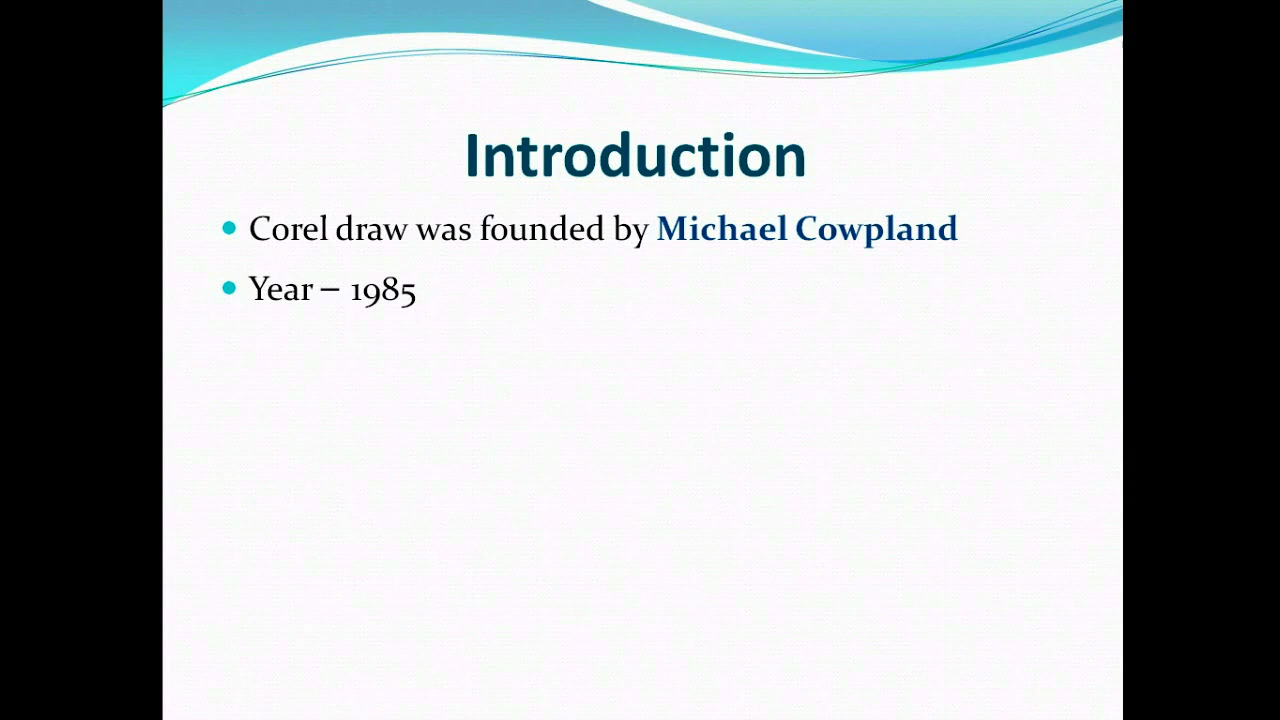 Introduction
• Corel draw was founded by Michael Cowpland
• Year – 1985